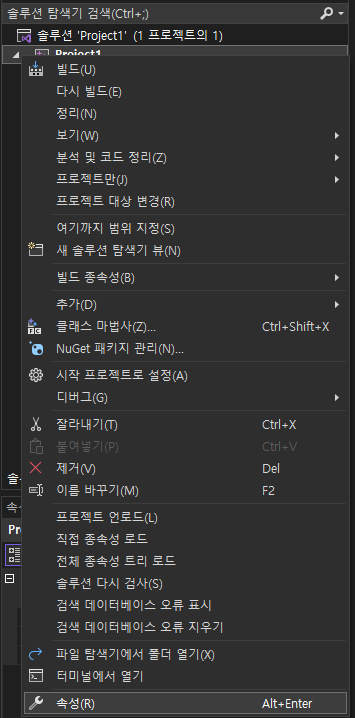 솔루션 탐색기 검색(Ctrl+;)
솔루션 'Project1' (1 프로젝트의 1)
Project1
빌드(U)
다시 빌드(E)
정리(N)
보기(W)
분석 및 코드 정리(Z)
프로젝트만(J)
프로젝트 대상 변경(R)
여기까지 범위 지정(S)
새 솔루션 탐색기 뷰(N)
빌드 종속성(B)
추가(D)
클래스 마법사(Z)... Ctrl+Shift+X
NuGet 패키지 관리(N)...
시작 프로젝트로 설정(A)
디버그(G)
잘라내기(T) Ctrl+X
붙여넣기(P) Ctrl+V
제거(V) Del
이름 바꾸기(M) F2
프로젝트 언로드(L)
직접 종속성 로드
전체 종속성 트리 로드
솔루션 다시 검사(S)
검색 데이터베이스 오류 표시
검색 데이터베이스 오류 지우기
파일 탐색기에서 폴더 열기(X)
터미널에서 열기
속성(R) Alt+Enter